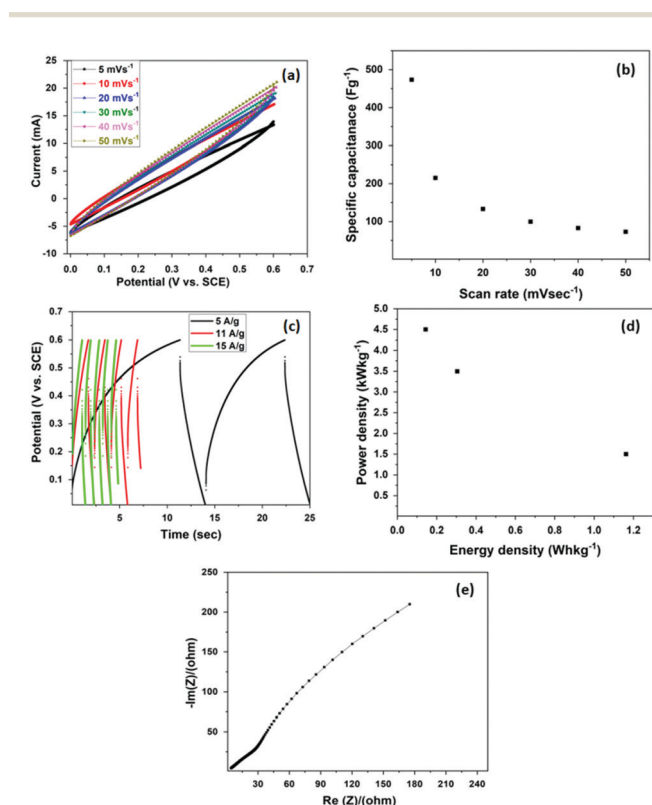 (a)
5 mVs-1
10 mVs-1
20 mVs-1
30 mVs-1
40 mVs-1
50 mVs-1
25
20
15
10
5
0
-5
-10
Current (mA)
0.0 0.1 0.2 0.3 0.4 0.5 0.6 0.7
Potential (V vs. SCE)
(b)
500
400
300
200
100
Specific capacitanace (Fg-1)
10 20 30 40 50
Scan rate (mVsec-1)
(c)
5 A/g
11 A/g
15 A/g
0.7
0.6
0.5
0.4
0.3
0.2
0.1
Potential (V vs. SCE)
5 10 15 20 25
Time (sec)
(d)
5.0
4.5
4.0
3.5
3.0
2.5
2.0
1.5
1.0
0.5
Power density (kWkg-1)
0.0 0.2 0.4 0.6 0.8 1.0 1.2
Energy density (Whkg-1)
(e)
-250
-200
150
100
50
-Im(Z)/(ohm)
30 60 90 120 150 180 210 240
Re (Z)/(ohm)